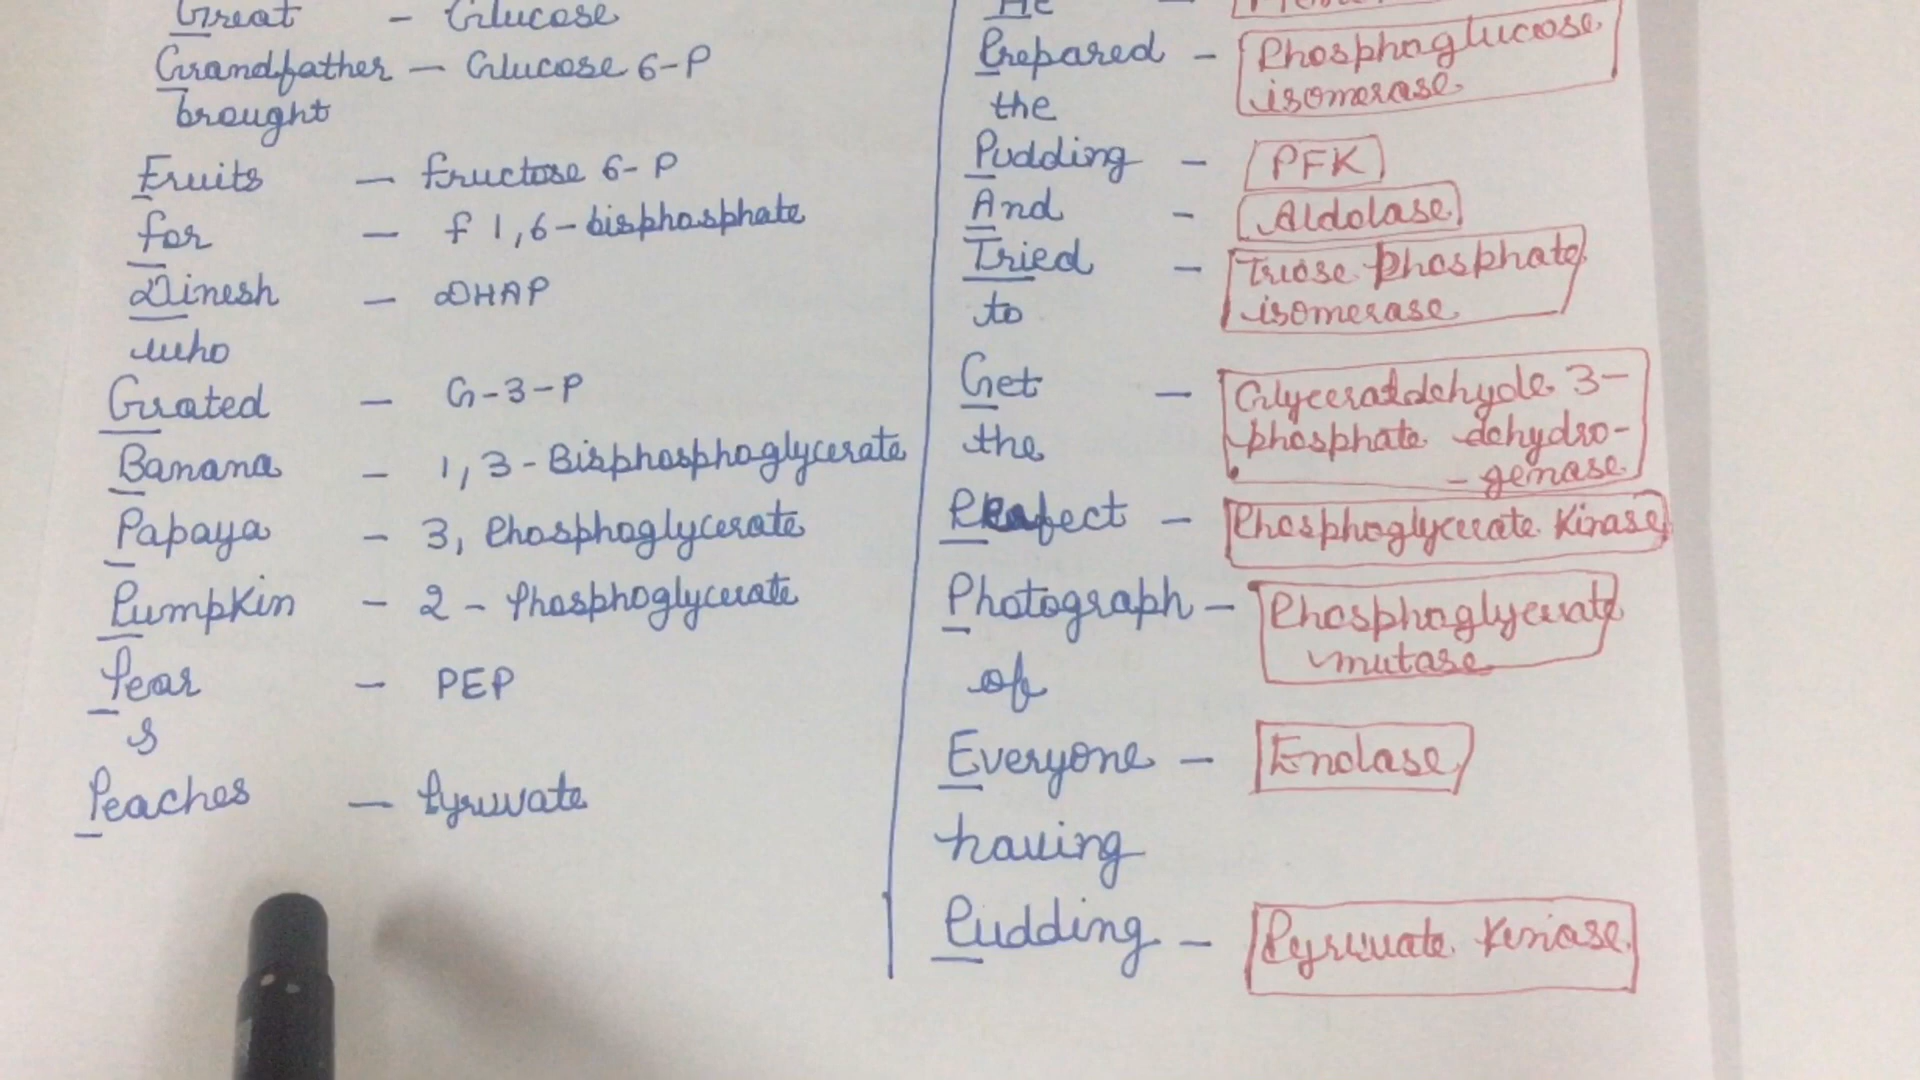 Great - Glucose
Grandfather - Glucose 6-P
brought
Fruits - fructose 6-P
for - f 1,6-bisphosphate
Dinesh - DHAP
who
Grated - G-3-P
Banana - 1,3-Bisphosphoglycerate
Papaya - 3, Phosphoglycerate
Pumpkin - 2-Phosphoglycerate
Pear - PEP
s
Peaches - Pyruvate
He -
Prepared - Phosphoglucose
isomerase
the
Pudding - PFK
And - Aldolase
Tried - Triose phosphate
isomerase
to
Get - Glyceraldehyde 3-
phosphate dehydro-
-genase
the
Perfect - Phosphoglycerate Kinase
Photograph - Phosphoglycerate
mutase
of
Everyone - Enolase
having
Pudding - Pyruvate Kinase